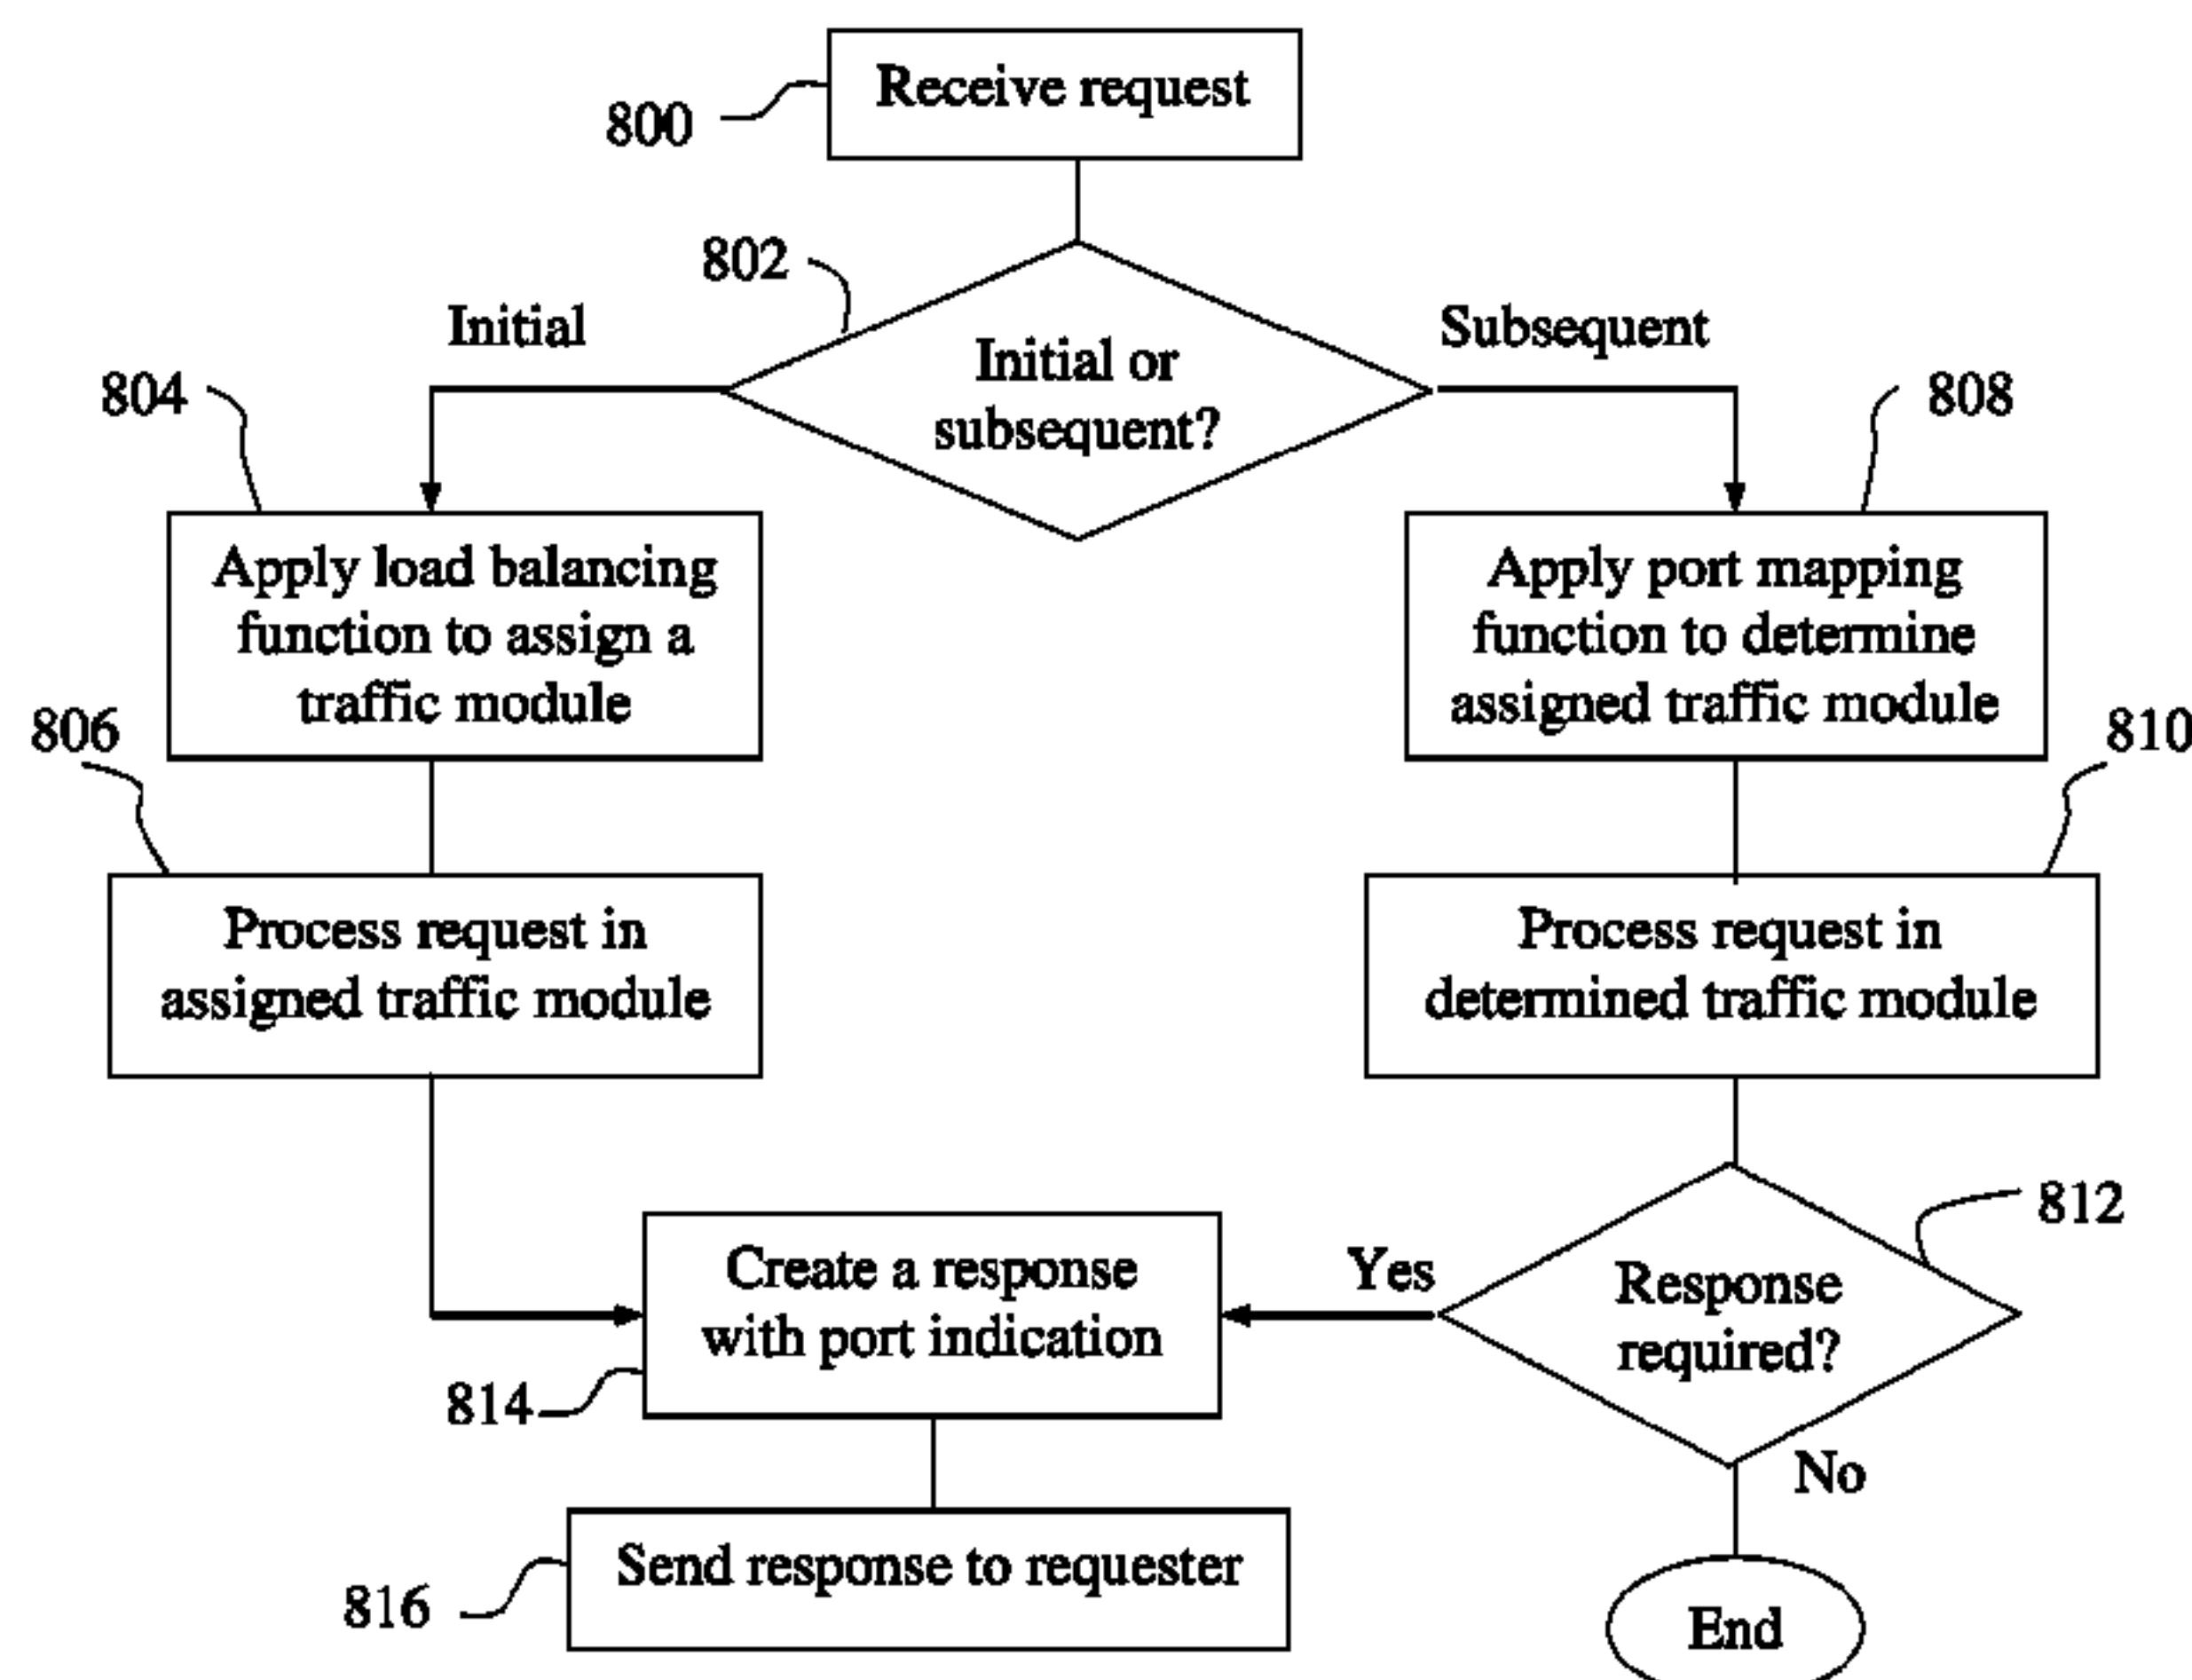 Receive request
800
802
Initial
Subsequent
Initial or
subsequent?
804
808
Apply load balancing
function to assign a
traffic module
Apply port mapping
function to determine
assigned traffic module
806
810
Process request in
assigned traffic module
Process request in
determined traffic module
812
Create a response
with port indication
Yes
Response
required?
814
No
Send response to requester
816
End